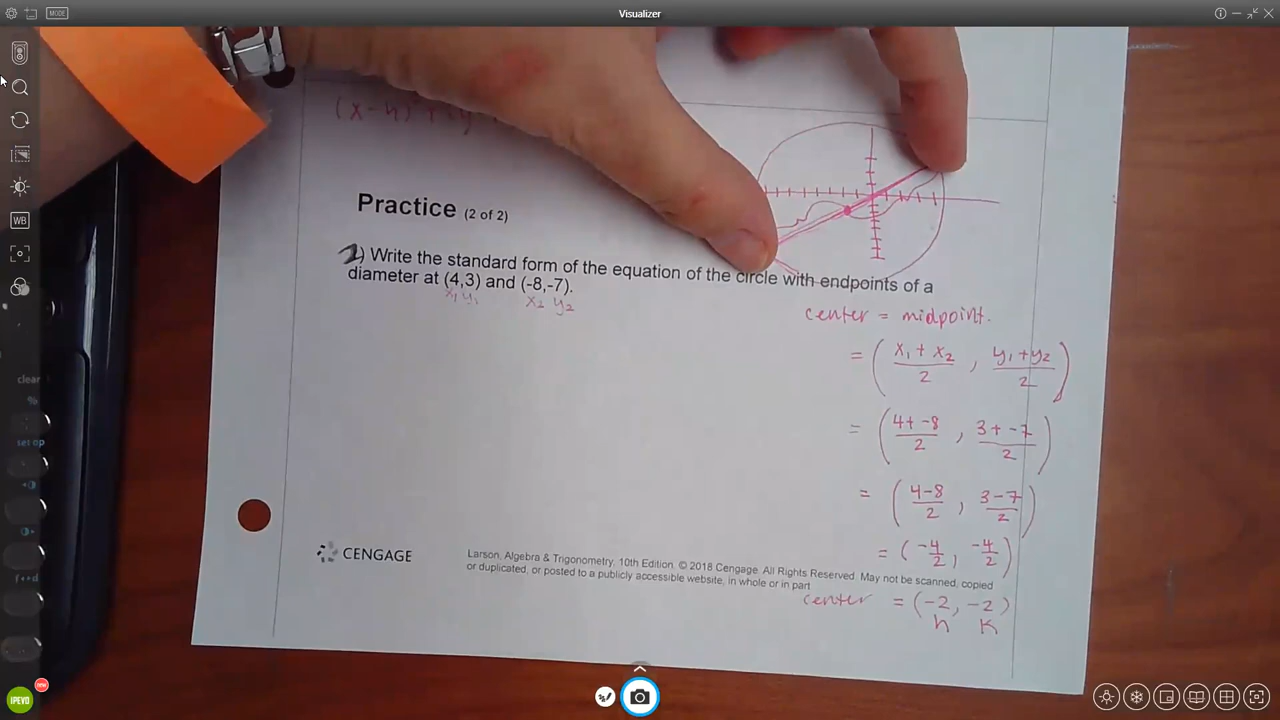 MODE
Visualizer
WB
(x-h)
Practice (2 of 2)
2) Write the standard form of the equation of the circle with endpoints of a
diameter at (4,3) and (-8,-7).
x₁ y₁ x₂ y₂
center = midpoint.
= ( x₁ + x₂ / 2 , y₁ + y₂ / 2 )
= ( 4 + -8 / 2 , 3 + -7 / 2 )
= ( 4-8 / 2 , 3-7 / 2 )
= ( -4/2 , -4/2 )
CENGAGE
Larson, Algebra & Trigonometry, 10th Edition. © 2018 Cengage. All Rights Reserved. May not be scanned, copied
or duplicated, or posted to a publicly accessible website, in whole or in part
center = (-2, -2)
h k
clear
%
set op
f◄►d
IPEVO
new